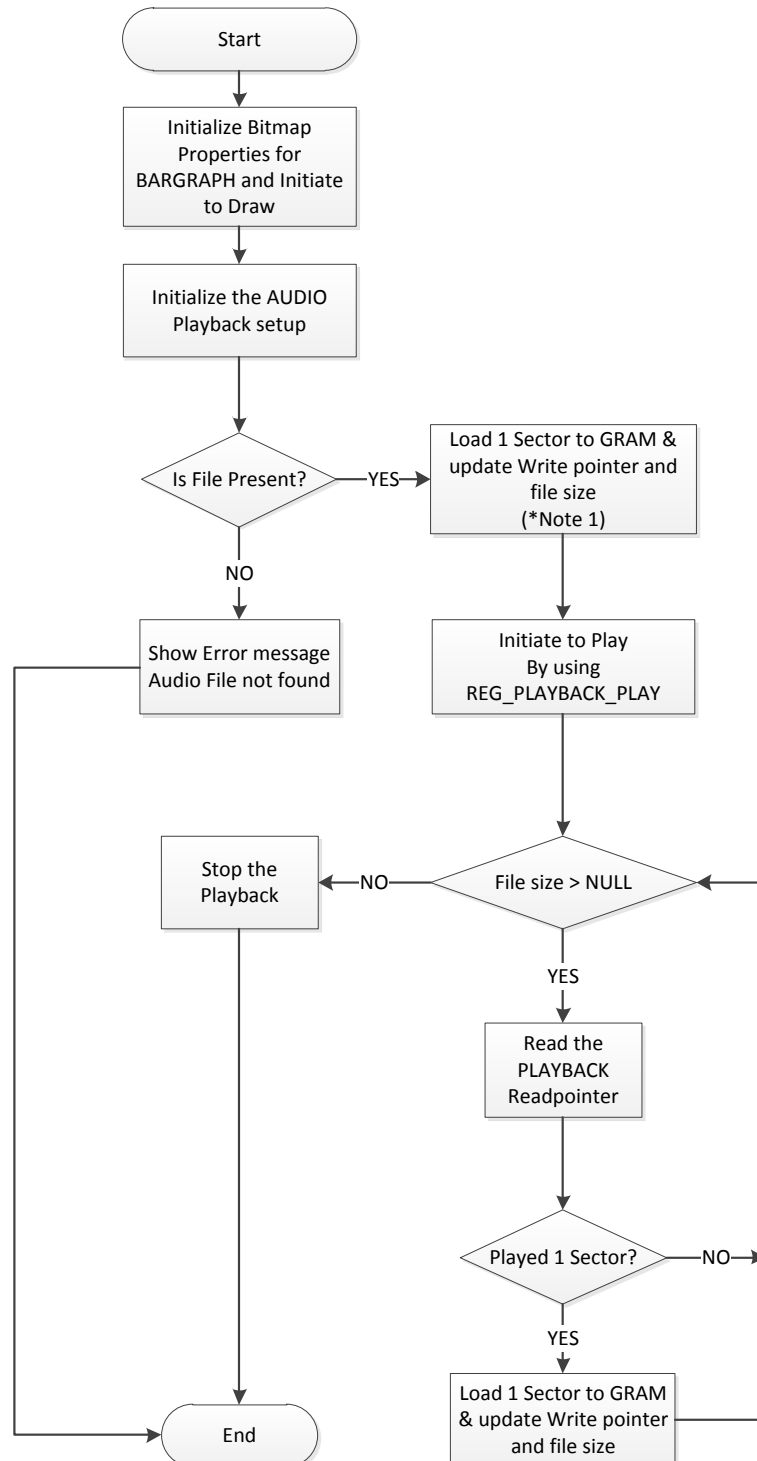 Start
Initialize Bitmap
Properties for
BARGRAPH and Initiate
to Draw
Initialize the AUDIO
Playback setup
Is File Present?
YES
Load 1 Sector to GRAM &
update Write pointer and
file size
(*Note 1)
NO
Show Error message
Audio File not found
Initiate to Play
By using
REG_PLAYBACK_PLAY
Stop the
Playback
NO
File size > NULL
YES
Read the
PLAYBACK
Readpointer
Played 1 Sector?
NO
YES
Load 1 Sector to GRAM
& update Write pointer
and file size
End